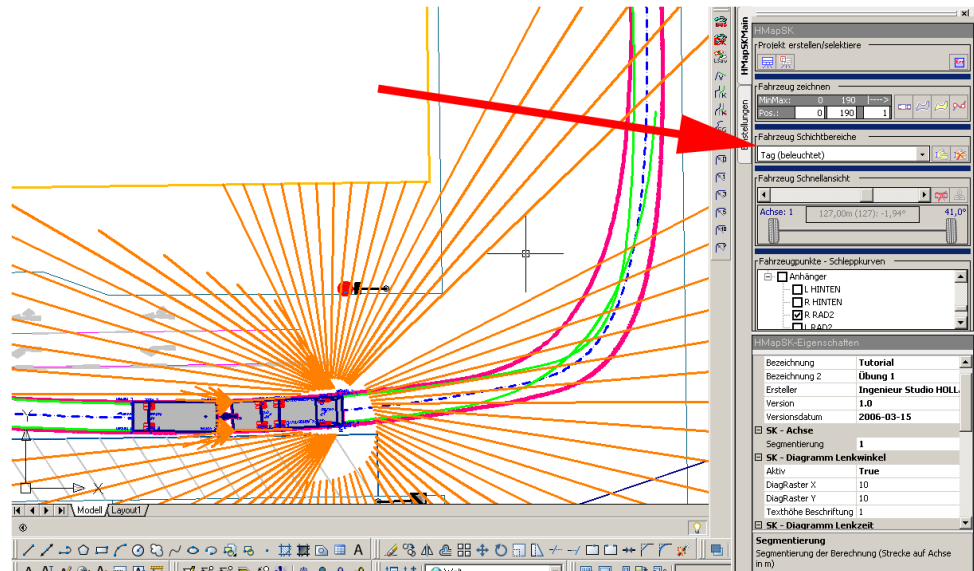 HMapSKMain
Einstellungen
HMapSK
Projekt erstellen/selektiere
Fahrzeug zeichnen
MinMax: 0 190 |---->
Pos.: 0 190 1
Fahrzeug Schichtbereiche
Tag (beleuchtet)
Fahrzeug Schnellansicht
Achse: 1 127,00m (127): -1,94° 41,0°
Fahrzeugpunkte - Schleppkurven
Anhänger
L HINTEN
R HINTEN
R RAD2
L RAD2
HMapSK-Eigenschaften
Bezeichnung Tutorial
Bezeichnung 2 Übung 1
Ersteller Ingenieur Studio HOLL
Version 1.0
Versionsdatum 2006-03-15
SK - Achse
Segmentierung 1
SK - Diagramm Lenkwinkel
Aktiv True
DiagRaster X 10
DiagRaster Y 10
Texthöhe Beschriftung 1
SK - Diagramm Lenkzeit
Segmentierung
Segmentierung der Berechnung (Strecke auf Achse
in m)
Y
X
Modell Layout1
A